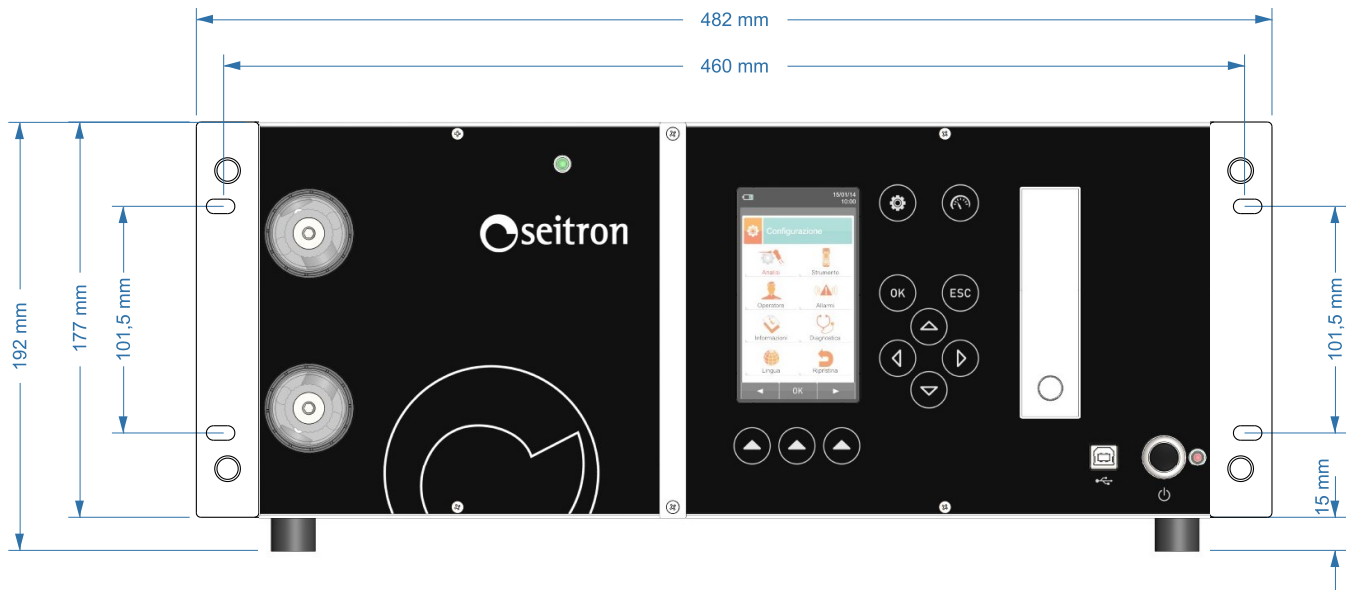 482 mm
460 mm
192 mm
177 mm
101,5 mm
seitron
15/01/14
10:00
Configurazione
Analisi
Strumento
Operatore
Allarmi
Informazioni
Diagnostica
Lingua
Ripristina
OK
OK
ESC
101,5 mm
15 mm